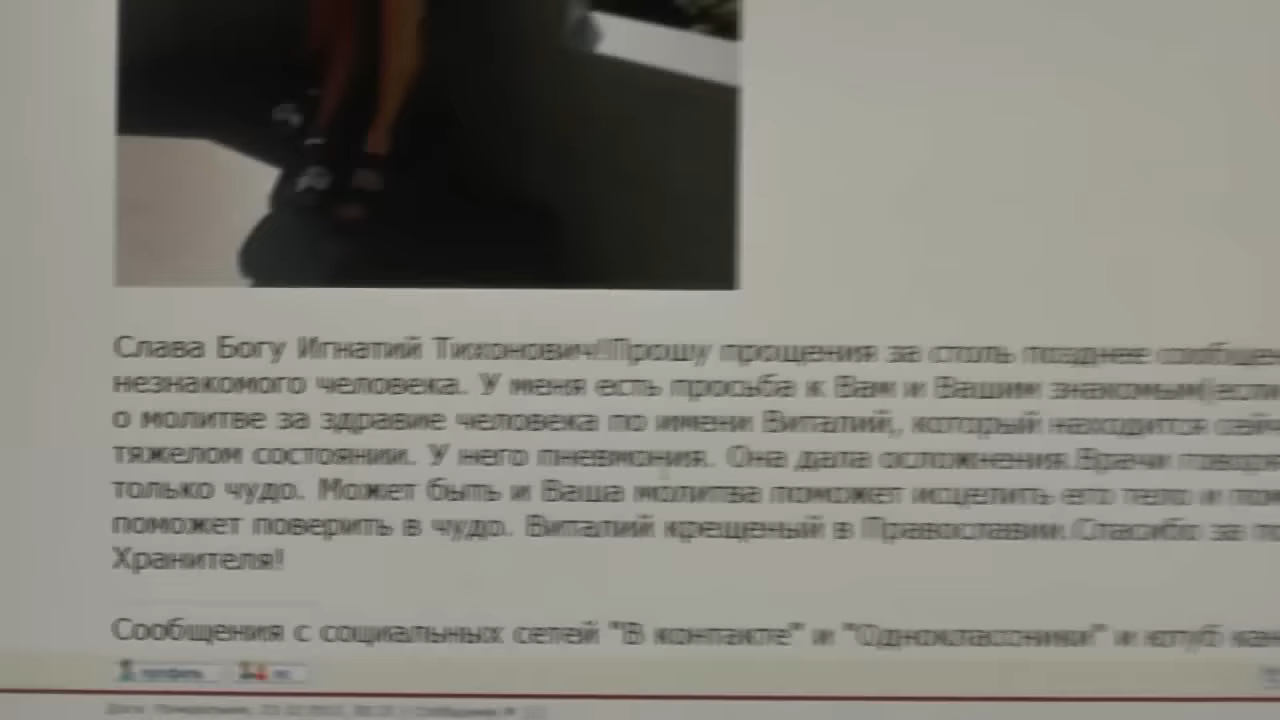 Слава Богу Игнатий Тихонович!Прошу прощения за столь позднее
незнакомого человека. У меня есть просьба к Вам и Вашим знакомым
о молитве за здравие человека по имени Виталий, который находится
тяжелом состоянии. У него пневмония. Она дала осложнения.Врачи
только чудо. Может быть и Ваша молитва поможет исцелить его тело и
поможет поверить в чудо. Виталий крещеный в Православии.Спасибо за
Хранителя!
Сообщения с социальных сетей "В контакте" и "Одноклассники" и
профиль лс